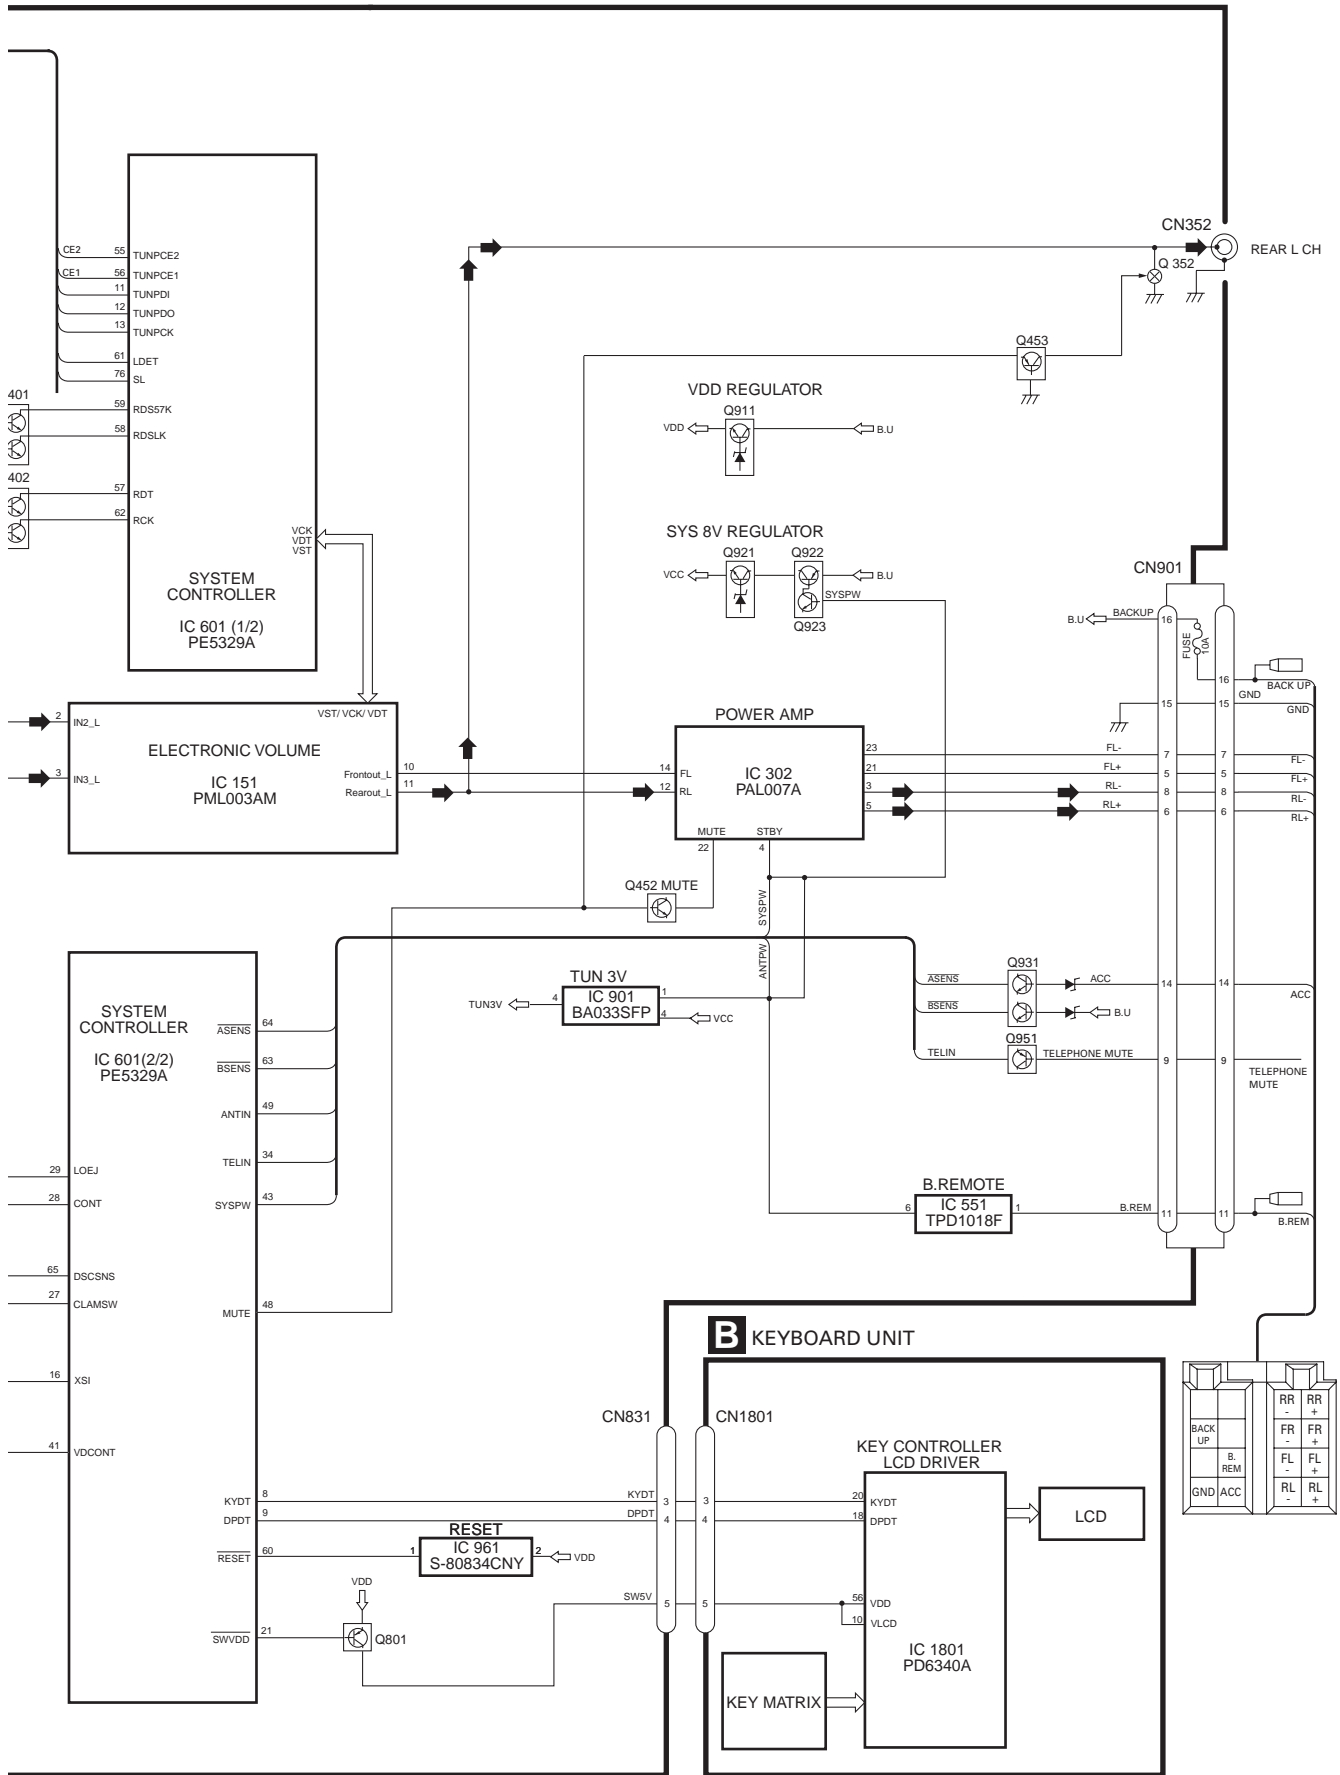 CN352
REAR L CH
Q 352
CE2
55
TUNPCE2
CE1
56
TUNPCE1
11
TUNPDI
12
TUNPDO
13
TUNPCK
61
LDET
76
SL
401
59
RDS57K
58
RDSLK
402
57
RDT
62
RCK
VCK
VDT
VST
SYSTEM
CONTROLLER
IC 601 (1/2)
PE5329A
Q453
VDD REGULATOR
Q911
VDD
B.U
SYS 8V REGULATOR
Q921
Q922
VCC
B.U
SYSPW
Q923
CN901
B.U
BACKUP
16
FUSE
10A
16
BACK UP
GND
15
15
GND
2
IN2_L
3
IN3_L
VST/ VCK/ VDT
ELECTRONIC VOLUME
IC 151
PML003AM
Frontout_L
10
Rearout_L
11
POWER AMP
14
FL
12
RL
IC 302
PAL007A
MUTE
STBY
22
4
23
FL-
7
7
FL-
21
FL+
5
5
FL+
3
RL-
8
8
RL-
5
RL+
6
6
RL+
Q452 MUTE
SYSPW
ANTPW
TUN 3V
TUN3V
4
IC 901
BA033SFP
1
4
VCC
ASENS
Q931
ACC
14
14
ACC
BSENS
B.U
TELIN
Q951
TELEPHONE MUTE
9
9
TELEPHONE
MUTE
SYSTEM
CONTROLLER
IC 601(2/2)
PE5329A
ASENS
64
BSENS
63
ANTIN
49
TELIN
34
SYSPW
43
29
LOEJ
28
CONT
65
DSCSNS
27
CLAMSW
MUTE
48
16
XSI
41
VDCONT
KYDT
8
DPDT
9
RESET
60
SWVDD
21
B.REMOTE
6
IC 551
TPD1018F
1
B.REM
11
11
B.REM
B KEYBOARD UNIT
CN831
CN1801
KYDT
3
3
DPDT
4
4
SW5V
5
5
RESET
1
IC 961
S-80834CNY
2
VDD
VDD
Q801
KEY CONTROLLER
LCD DRIVER
20
KYDT
18
DPDT
56
VDD
10
VLCD
IC 1801
PD6340A
LCD
KEY MATRIX
RR
-
RR
+
BACK
UP
FR
-
FR
+
B.
REM
FL
-
FL
+
GND
ACC
RL
-
RL
+